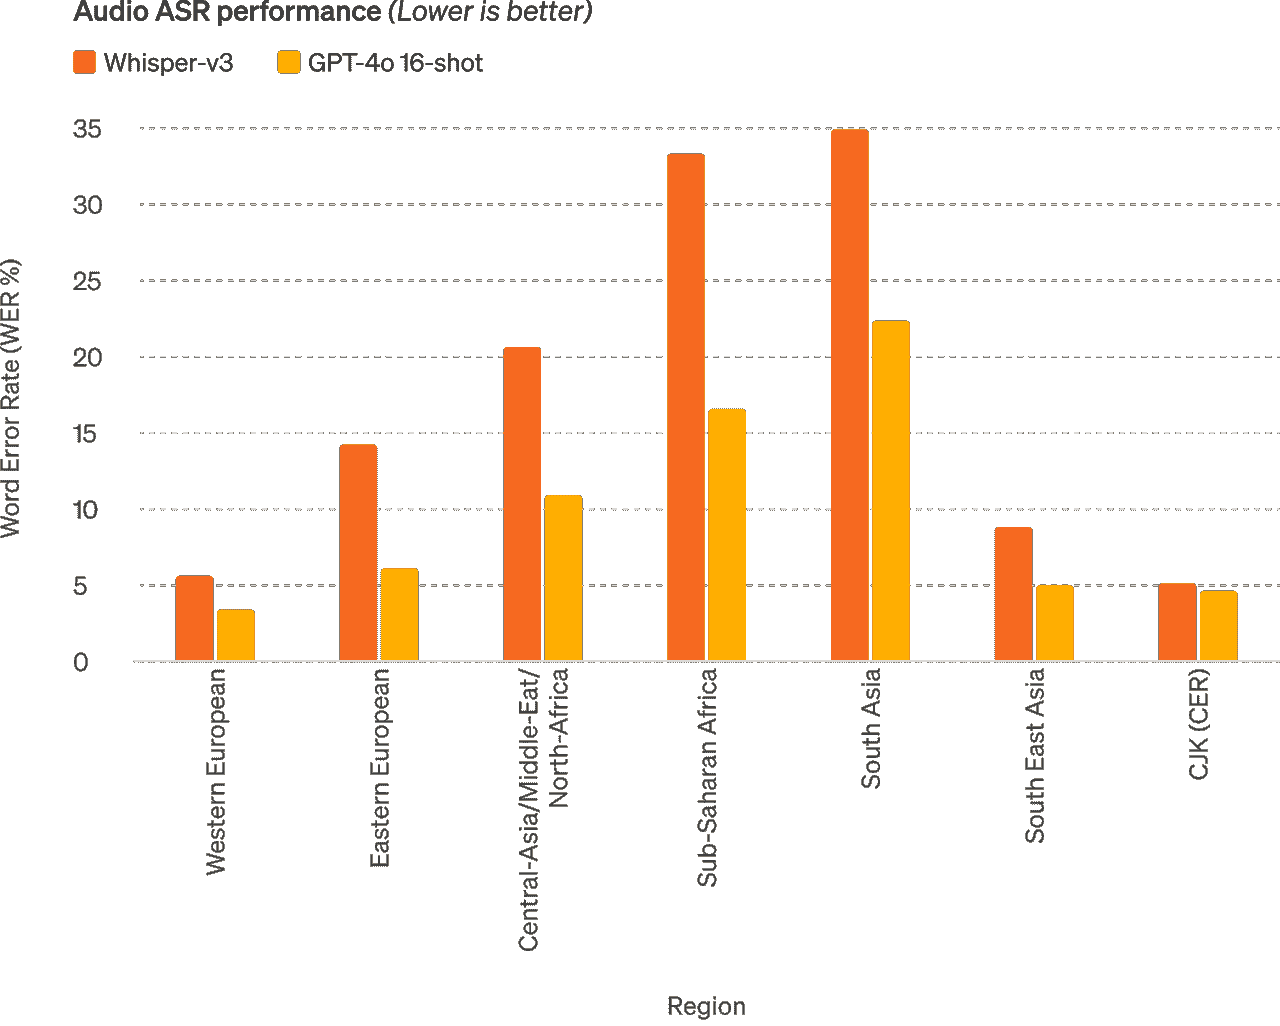 Audio ASR performance (Lower is better)
Whisper-v3
GPT-4o 16-shot
Word Error Rate (WER %)
35
30
25
20
15
10
5
0
Western European
Eastern European
Central-Asia/Middle-Eat/
North-Africa
Sub-Saharan Africa
South Asia
South East Asia
CJK (CER)
Region